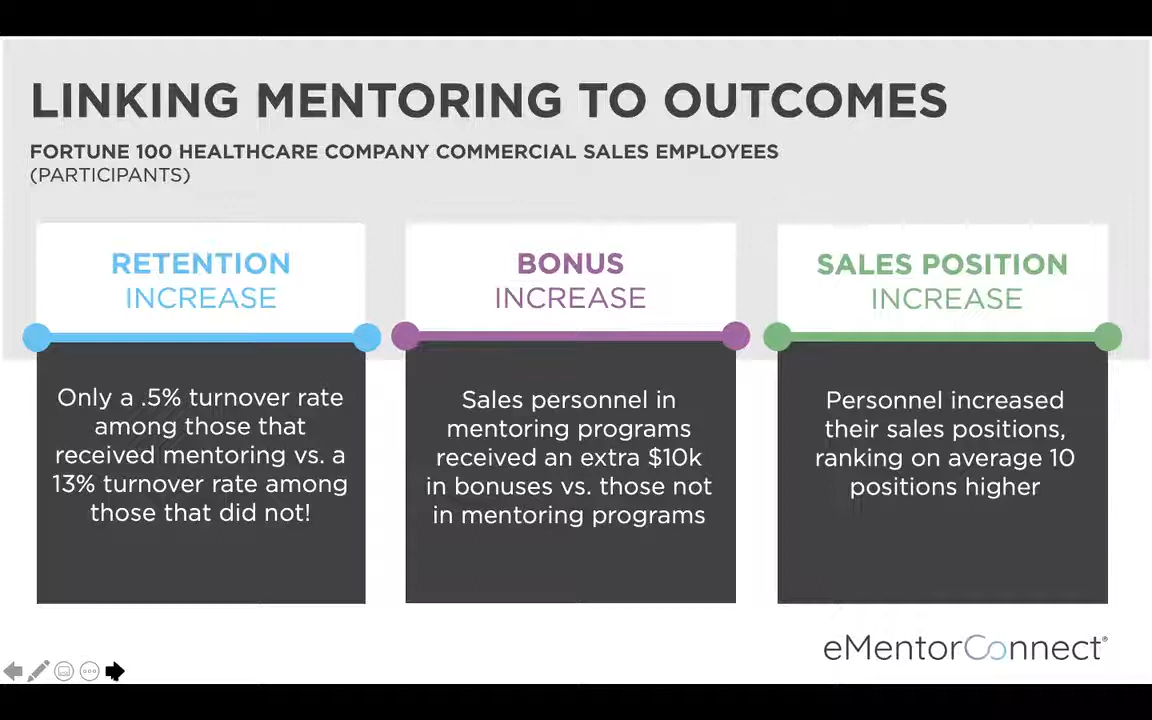 LINKING MENTORING TO OUTCOMES
FORTUNE 100 HEALTHCARE COMPANY COMMERCIAL SALES EMPLOYEES
(PARTICIPANTS)
RETENTION
INCREASE
Only a .5% turnover rate
among those that
received mentoring vs. a
13% turnover rate among
those that did not!
BONUS
INCREASE
Sales personnel in
mentoring programs
received an extra $10k
in bonuses vs. those not
in mentoring programs
SALES POSITION
INCREASE
Personnel increased
their sales positions,
ranking on average 10
positions higher
eMentorConnect®